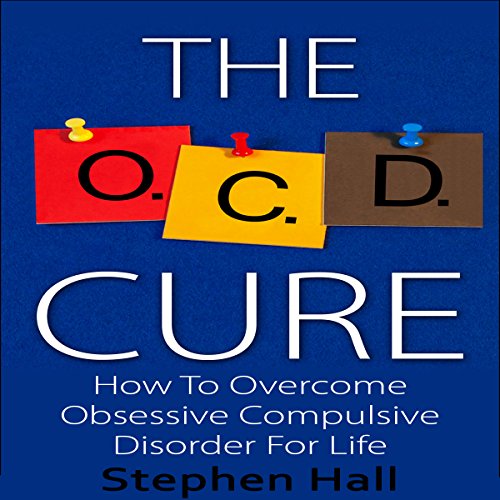 THE
O. C. D.
CURE
How To Overcome
Obsessive Compulsive
Disorder For Life
Stephen Hall